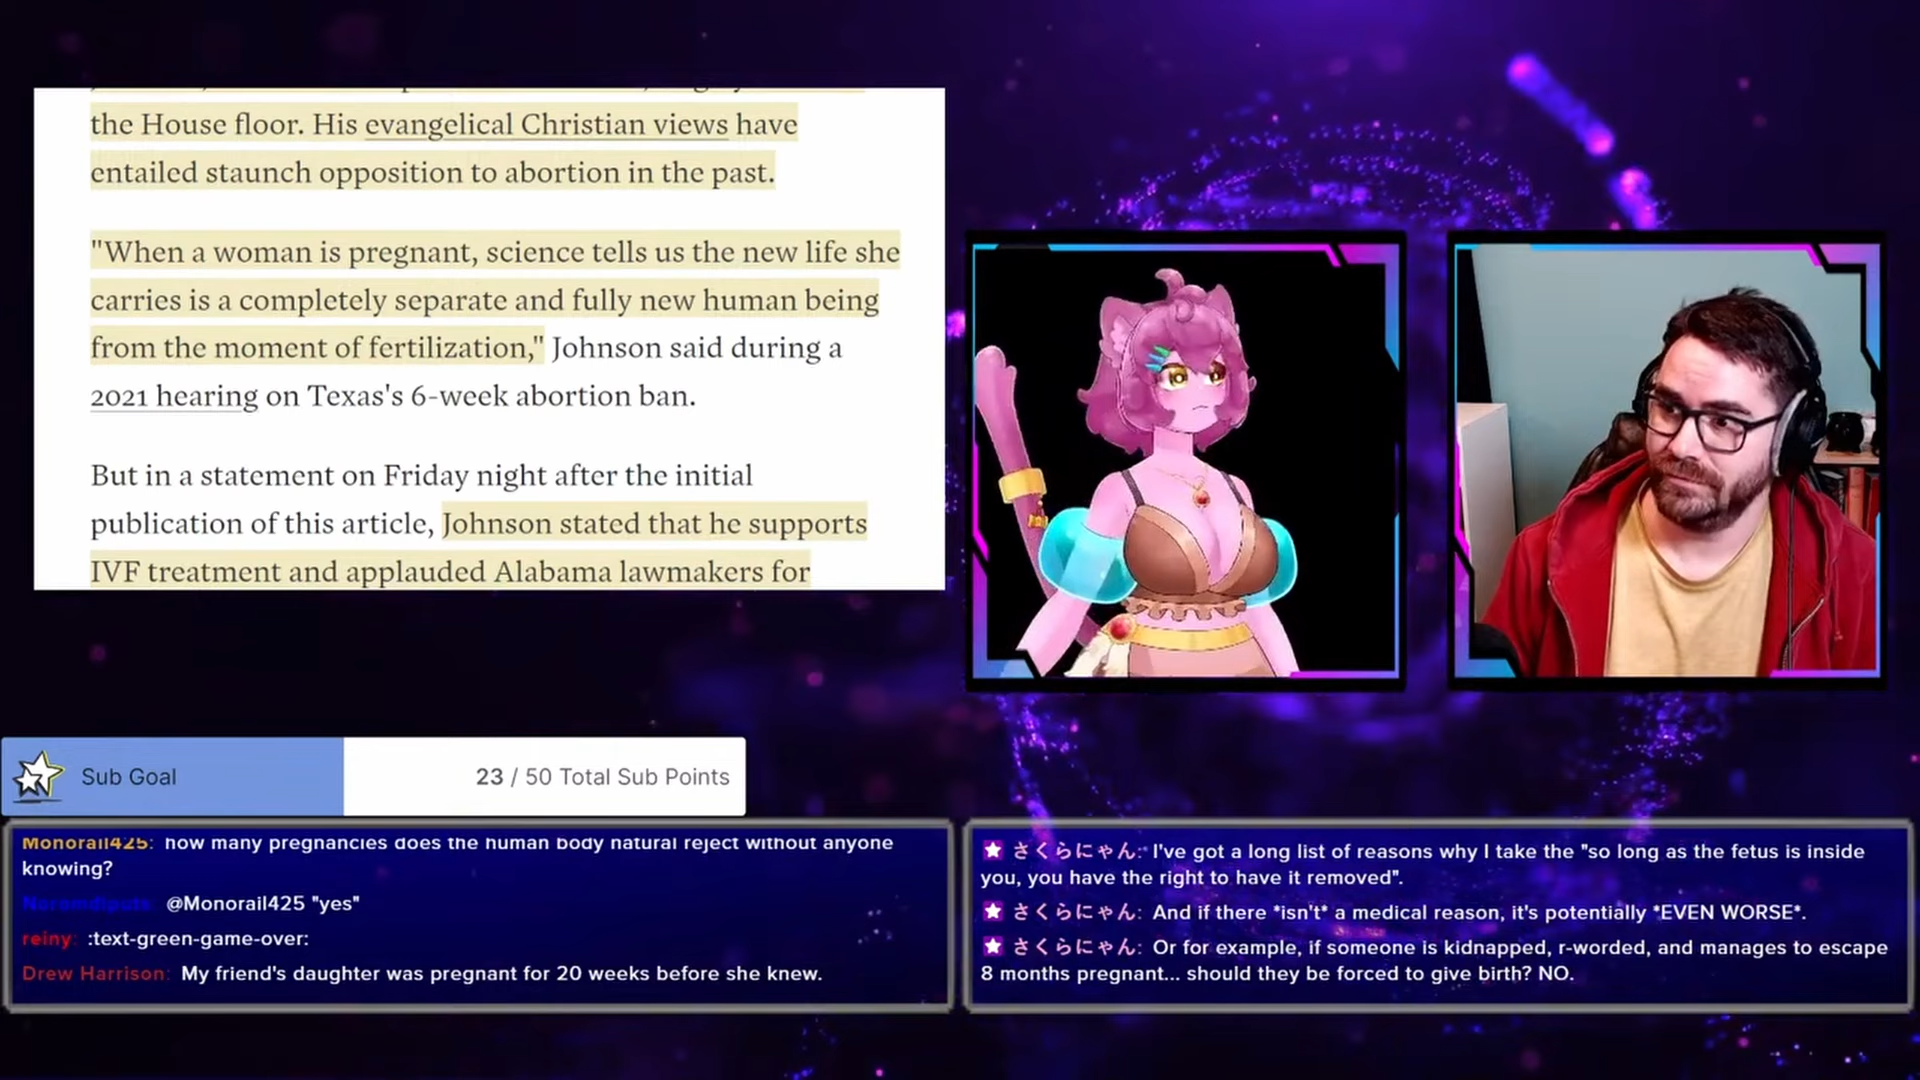 the House floor. His evangelical Christian views have
entailed staunch opposition to abortion in the past.
"When a woman is pregnant, science tells us the new life she
carries is a completely separate and fully new human being
from the moment of fertilization," Johnson said during a
2021 hearing on Texas's 6-week abortion ban.
But in a statement on Friday night after the initial
publication of this article, Johnson stated that he supports
IVF treatment and applauded Alabama lawmakers for
Sub Goal
23 / 50 Total Sub Points
Monorail425: how many pregnancies does the human body natural reject without anyone
knowing?
@Monorail425 "yes"
reiny: :text-green-game-over:
Drew Harrison: My friend's daughter was pregnant for 20 weeks before she knew.
さくらにゃん: I've got a long list of reasons why I take the "so long as the fetus is inside
you, you have the right to have it removed".
さくらにゃん: And if there *isn't* a medical reason, it's potentially *EVEN WORSE*.
さくらにゃん: Or for example, if someone is kidnapped, r-worded, and manages to escape
8 months pregnant... should they be forced to give birth? NO.